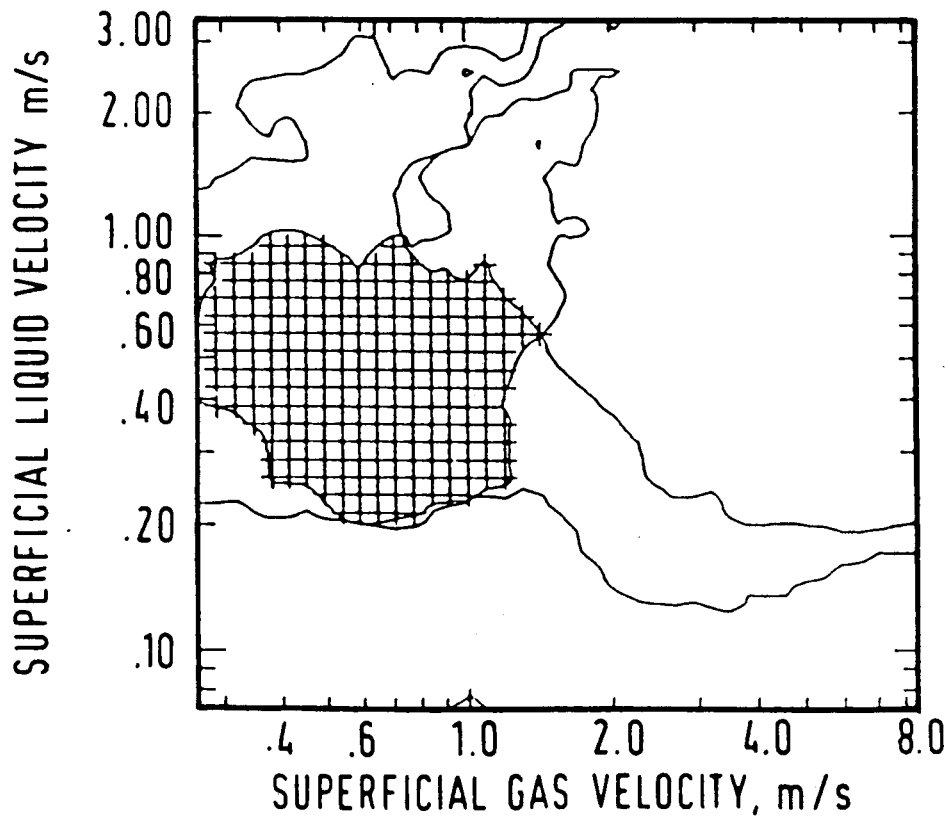 SUPERFICIAL LIQUID VELOCITY m/s
3.00
2.00
1.00
.80
.60
.40
.20
.10
.4 .6 1.0 2.0 4.0 8.0
SUPERFICIAL GAS VELOCITY, m/s